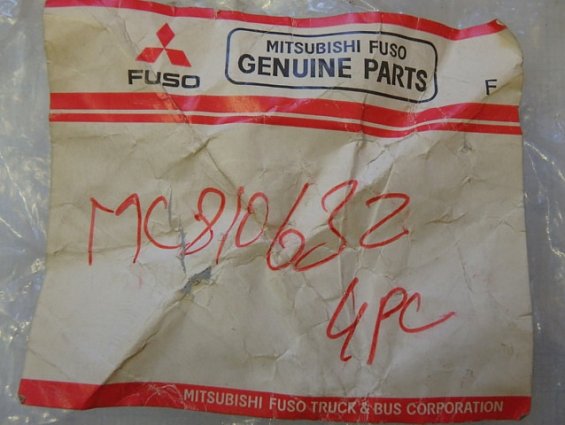 FUSO
MITSUBISHI FUSO
GENUINE PARTS
F
MC810632
4PC
MITSUBISHI FUSO TRUCK & BUS CORPORATION